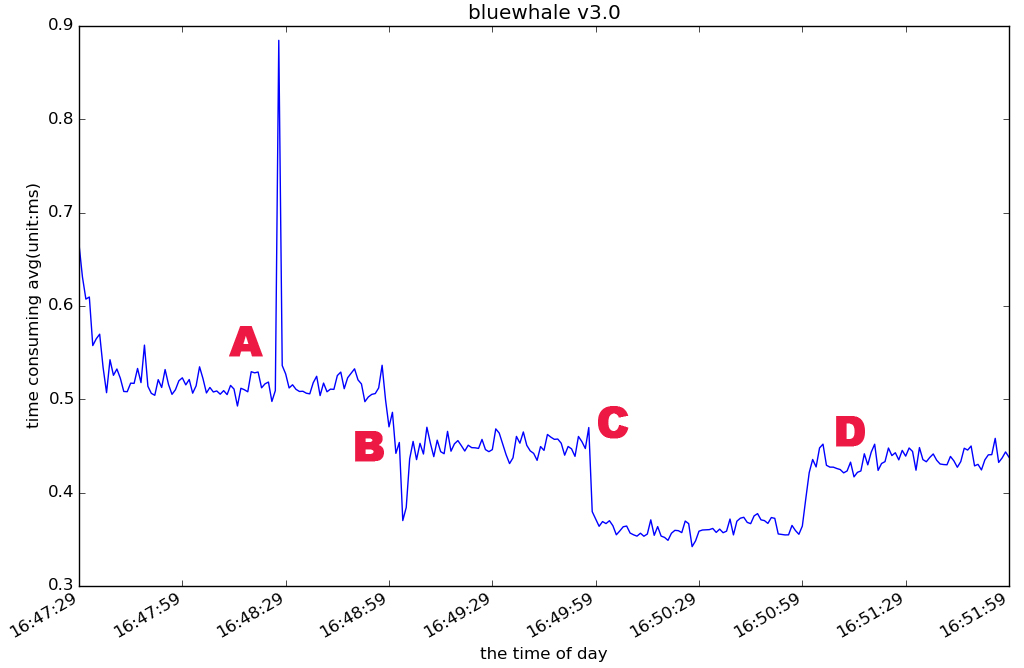 bluewhale v3.0
0.9
0.8
0.7
0.6
0.5
0.4
0.3
time consuming avg(unit:ms)
A
B
C
D
16:47:29
16:47:59
16:48:29
16:48:59
16:49:29
16:49:59
16:50:29
16:50:59
16:51:29
16:51:59
the time of day